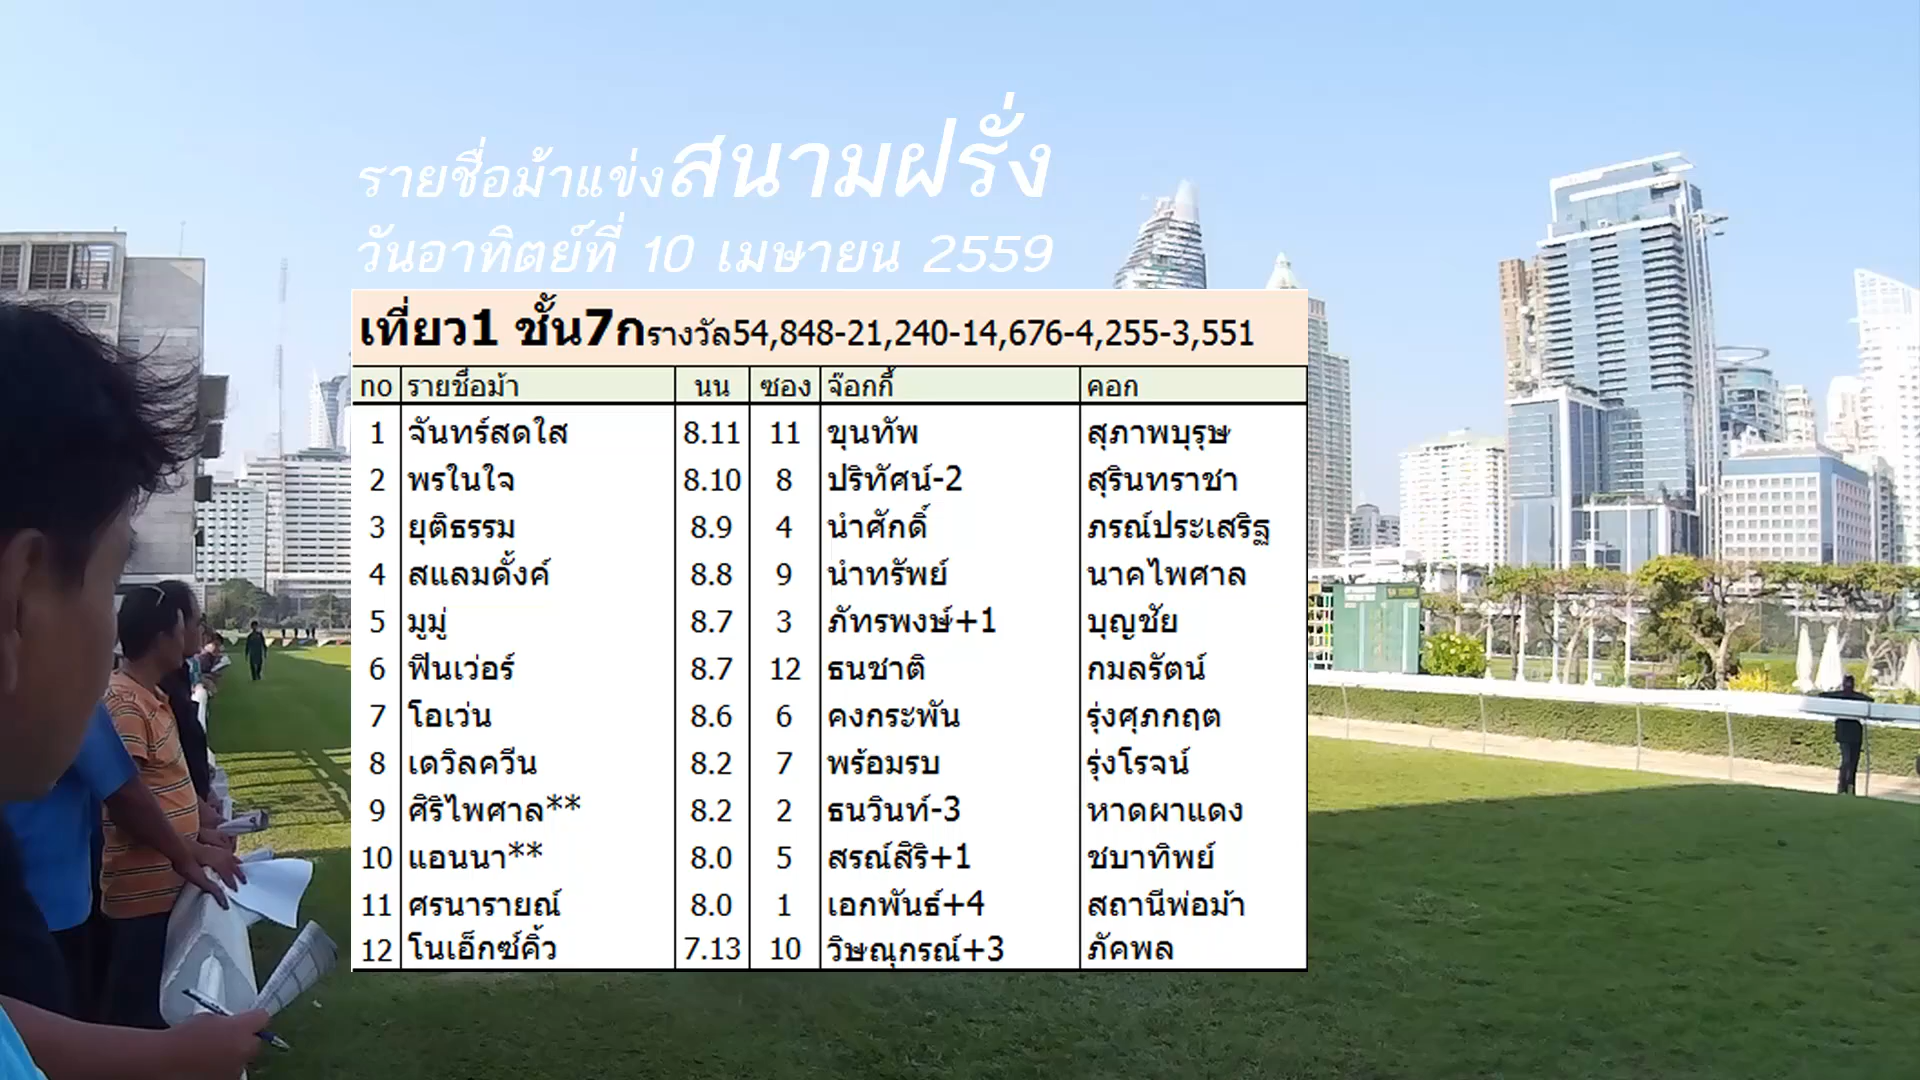 รายชื่อม้าแข่งสนามฝรั่ง
วันอาทิตย์ที่ 10 เมษายน 2559
เที่ยว1 ชั้น7ก รางวัล54,848-21,240-14,676-4,255-3,551
no รายชื่อม้า นน ซอง จ๊อกกี้ คอก
1 จันทร์สดใส 8.11 11 ขุนทัพ สุภาพบุรุษ
2 พรในใจ 8.10 8 ปริทัศน์-2 สุรินทราชา
3 ยุติธรรม 8.9 4 นำศักดิ์ ภรณ์ประเสริฐ
4 สแลมดั้งค์ 8.8 9 นำทรัพย์ นาคไพศาล
5 มูมู่ 8.7 3 ภัทรพงษ์+1 บุญชัย
6 ฟินเว่อร์ 8.7 12 ธนชาติ กมลรัตน์
7 โอเว่น 8.6 6 คงกระพัน รุ่งศุภกฤต
8 เดวิลควีน 8.2 7 พร้อมรบ รุ่งโรจน์
9 ศิริไพศาล** 8.2 2 ธนวินท์-3 หาดผาแดง
10 แอนนา** 8.0 5 สรณ์สิริ+1 ชบาทิพย์
11 ศรนารายณ์ 8.0 1 เอกพันธ์+4 สถานีพ่อม้า
12 โนเอ็กซ์คิ้ว 7.13 10 วิษณุกรณ์+3 ภัคพล